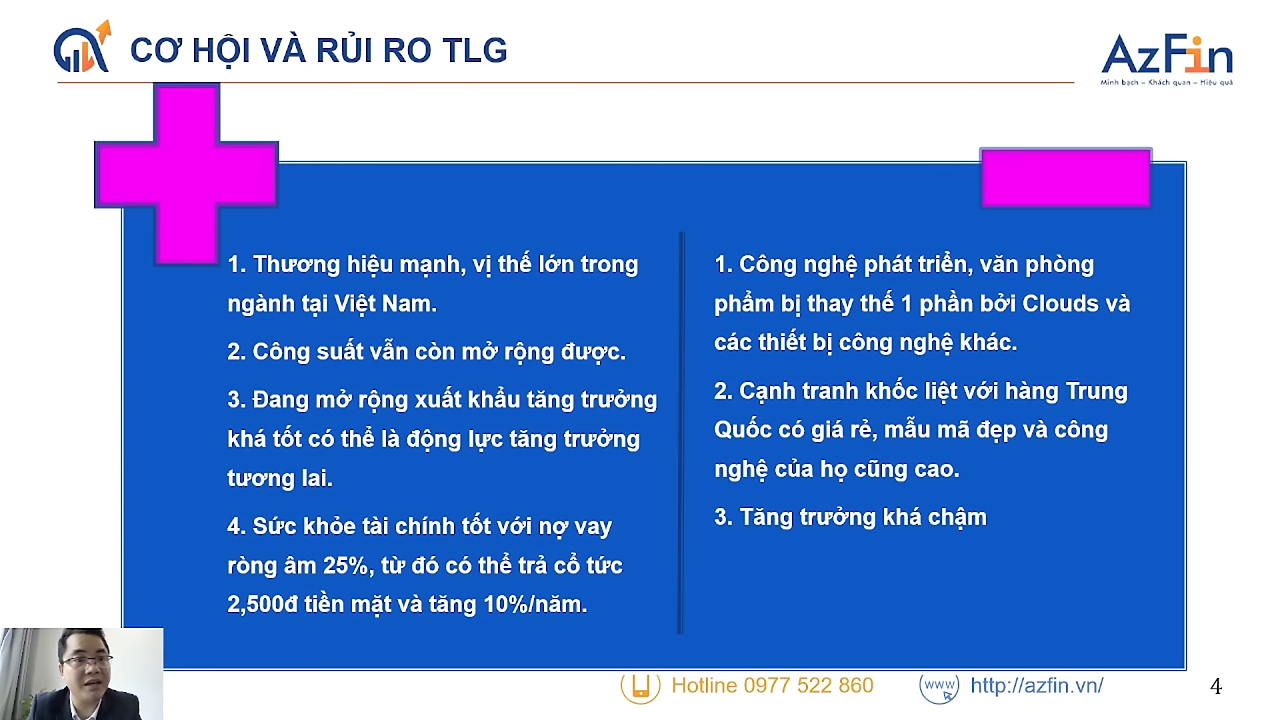 CƠ HỘI VÀ RỦI RO TLG
AzFin
Minh bạch – Khách quan – Hiệu quả
1. Thương hiệu mạnh, vị thế lớn trong
ngành tại Việt Nam.
2. Công suất vẫn còn mở rộng được.
3. Đang mở rộng xuất khẩu tăng trưởng
khá tốt có thể là động lực tăng trưởng
tương lai.
4. Sức khỏe tài chính tốt với nợ vay
ròng âm 25%, từ đó có thể trả cổ tức
2,500đ tiền mặt và tăng 10%/năm.
1. Công nghệ phát triển, văn phòng
phẩm bị thay thế 1 phần bởi Clouds và
các thiết bị công nghệ khác.
2. Cạnh tranh khốc liệt với hàng Trung
Quốc có giá rẻ, mẫu mã đẹp và công
nghệ của họ cũng cao.
3. Tăng trưởng khá chậm
Hotline 0977 522 860
www
http://azfin.vn/
4